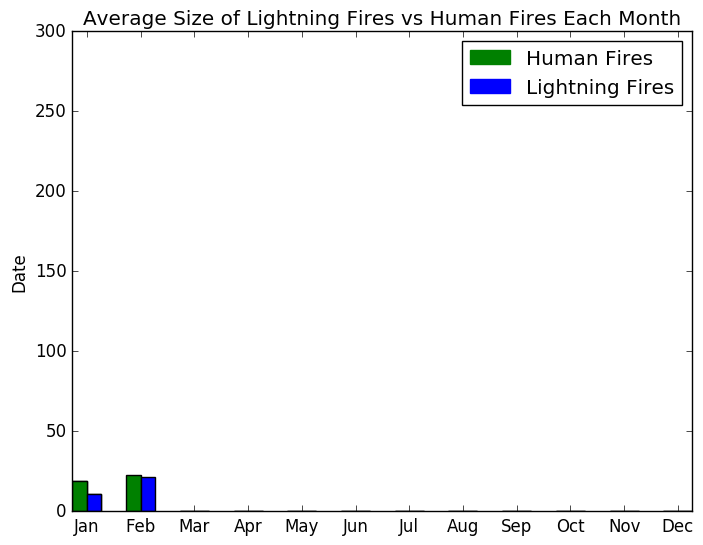 Average Size of Lightning Fires vs Human Fires Each Month
300
250
200
150
100
50
0
Date
Human Fires
Lightning Fires
Jan Feb Mar Apr May Jun Jul Aug Sep Oct Nov Dec